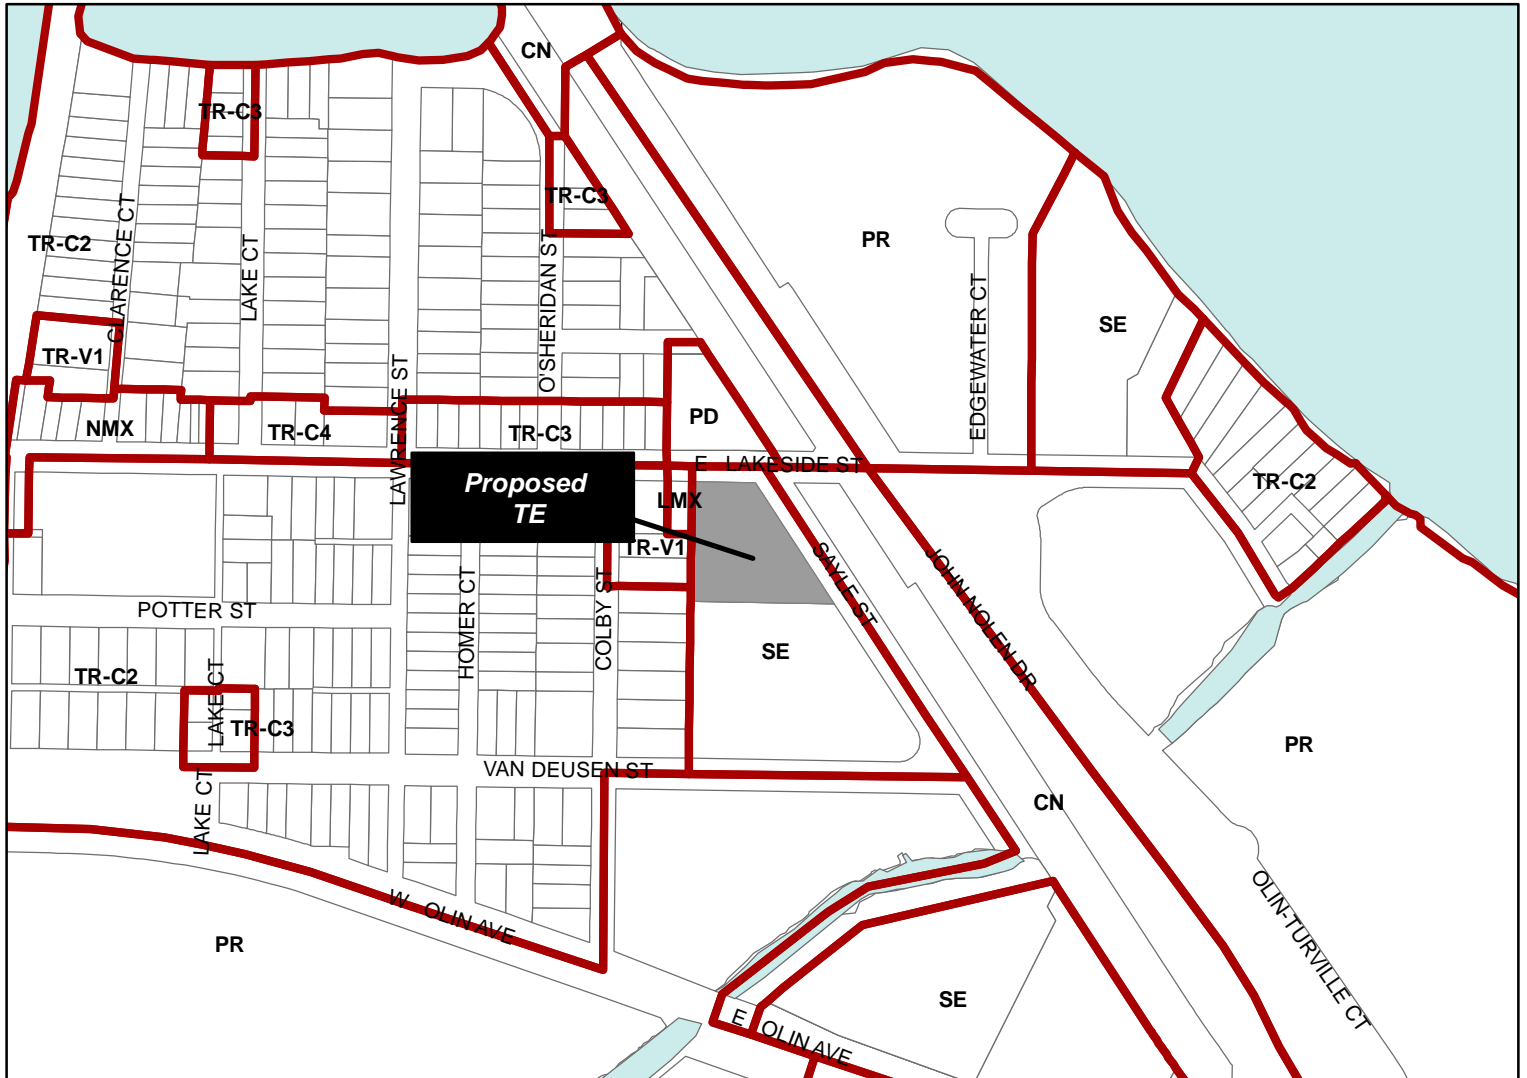 CN
TR-C3
TR-C3
TR-C2
CLARENCE CT
LAKE CT
O'SHERIDAN ST
PR
EDGEWATER CT
SE
TR-V1
LAWRENCE ST
PD
NMX
TR-C4
TR-C3
E LAKESIDE ST
Proposed
TE
LMX
TR-C2
TR-V1
SAYLE ST
JOHN NOLEN DR
POTTER ST
HOMER CT
COLBY ST
SE
TR-C2
LAKE CT
TR-C3
PR
VAN DEUSEN ST
LAKE CT
CN
W OLIN AVE
OLIN-TURVILLE CT
PR
SE
E OLIN AVE